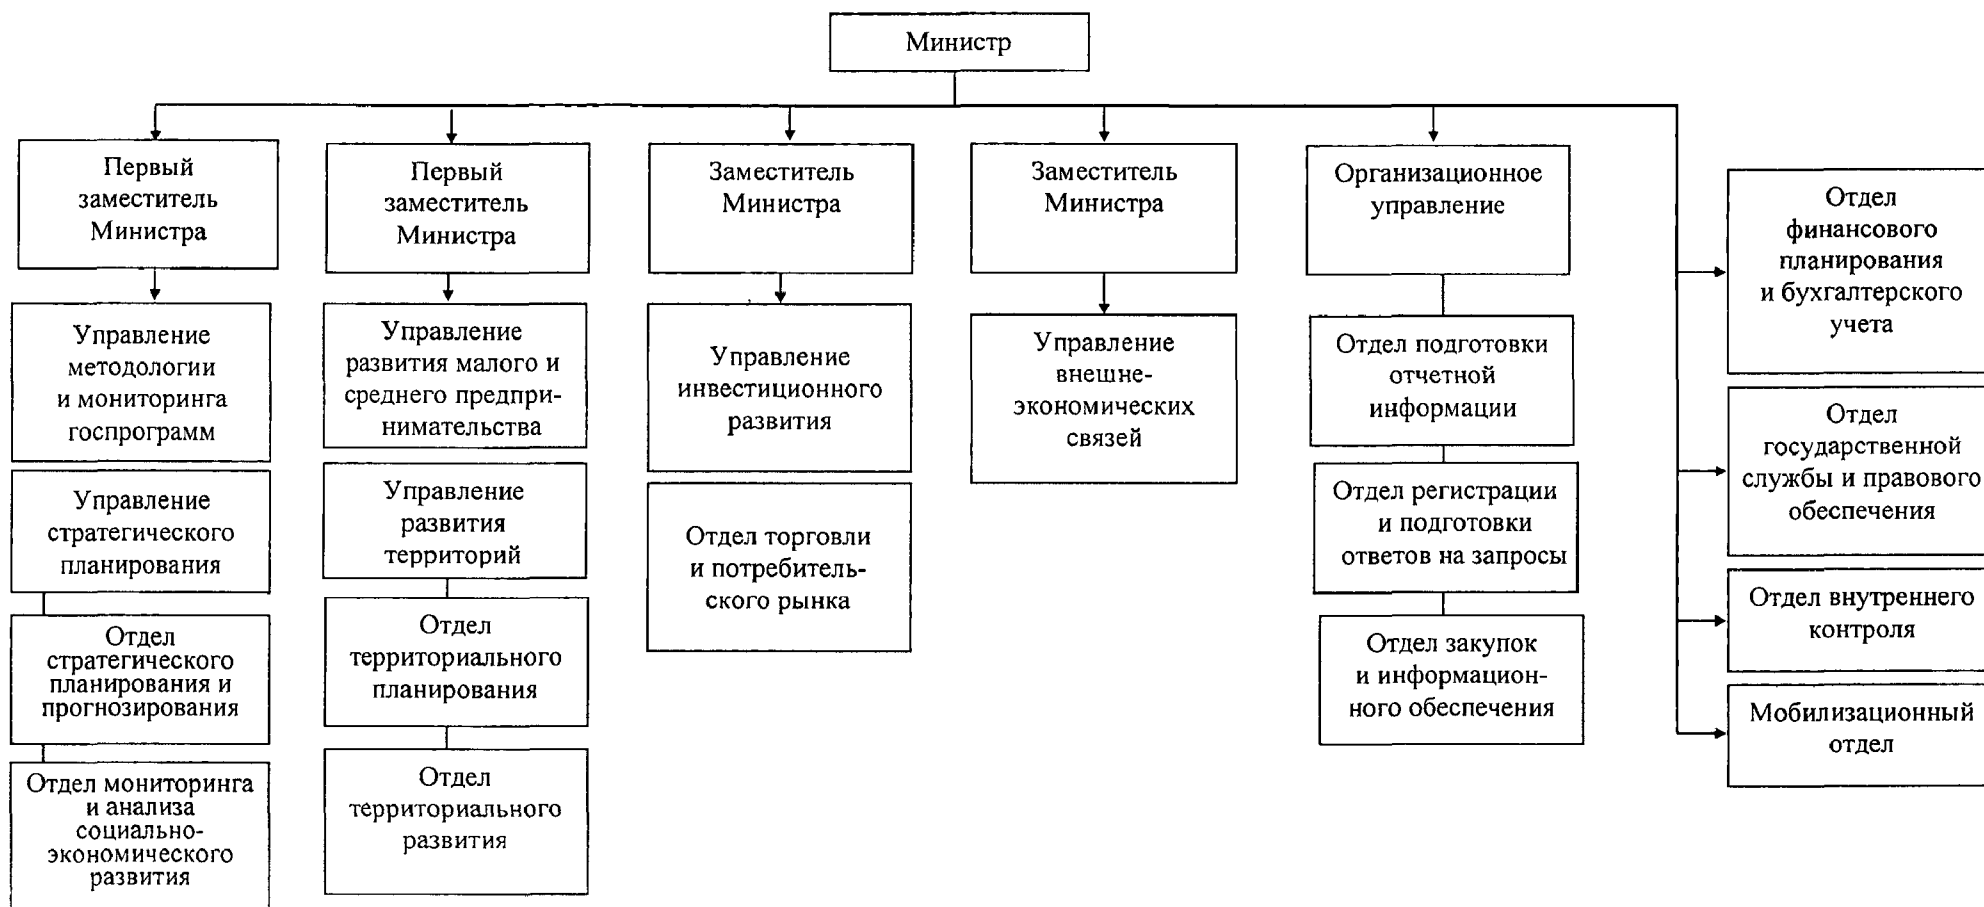 Министр
Первый
заместитель
Министра
Управление
методологии
и мониторинга
госпрограмм
Управление
стратегического
планирования
Отдел
стратегического
планирования и
прогнозирования
Отдел мониторинга
и анализа
социально-
экономического
развития
Первый
заместитель
Министра
Управление
развития малого и
среднего предпри-
нимательства
Управление
развития
территорий
Отдел
территориального
планирования
Отдел
территориального
развития
Заместитель
Министра
Управление
инвестиционного
развития
Отдел торговли
и потребитель-
ского рынка
Заместитель
Министра
Управление
внешне-
экономических
связей
Организационное
управление
Отдел подготовки
отчетной
информации
Отдел регистрации
и подготовки
ответов на запросы
Отдел закупок
и информацион-
ного обеспечения
Отдел
финансового
планирования
и бухгалтерского
учета
Отдел
государственной
службы и правового
обеспечения
Отдел внутреннего
контроля
Мобилизационный
отдел